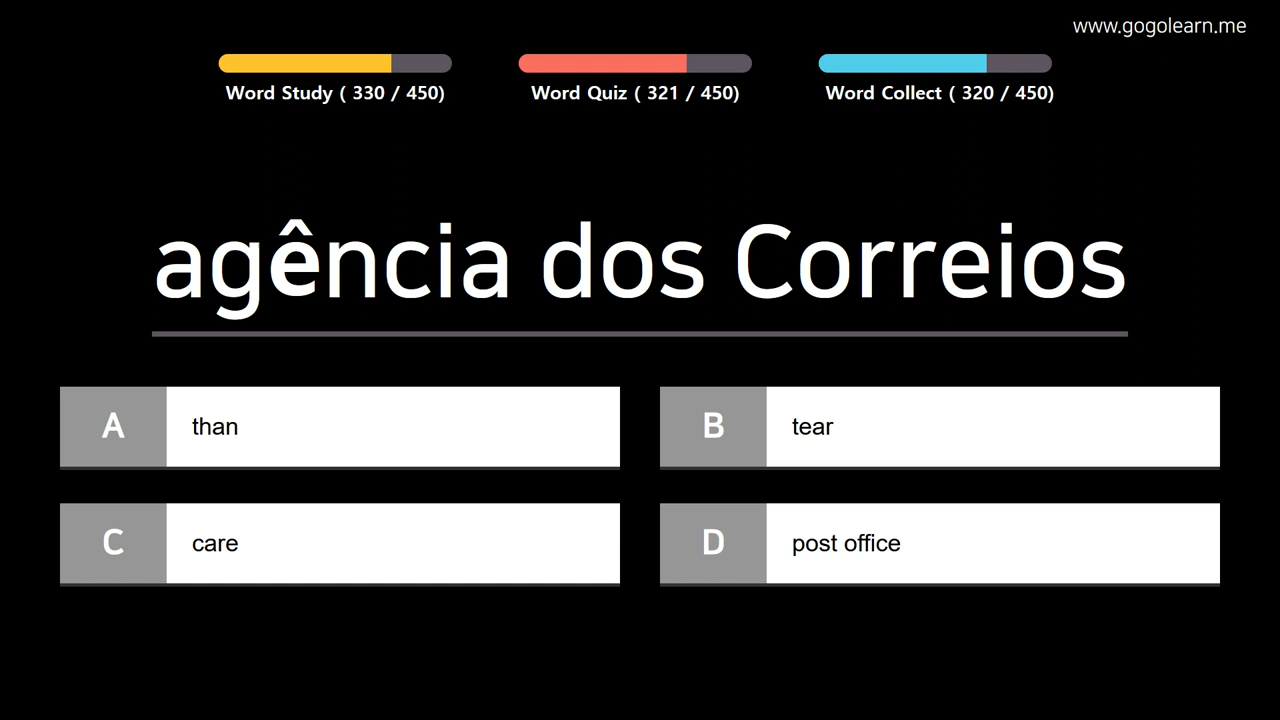 www.gogolearn.me
Word Study ( 330 / 450)
Word Quiz ( 321 / 450)
Word Collect ( 320 / 450)
agência dos Correios
A than
B tear
C care
D post office